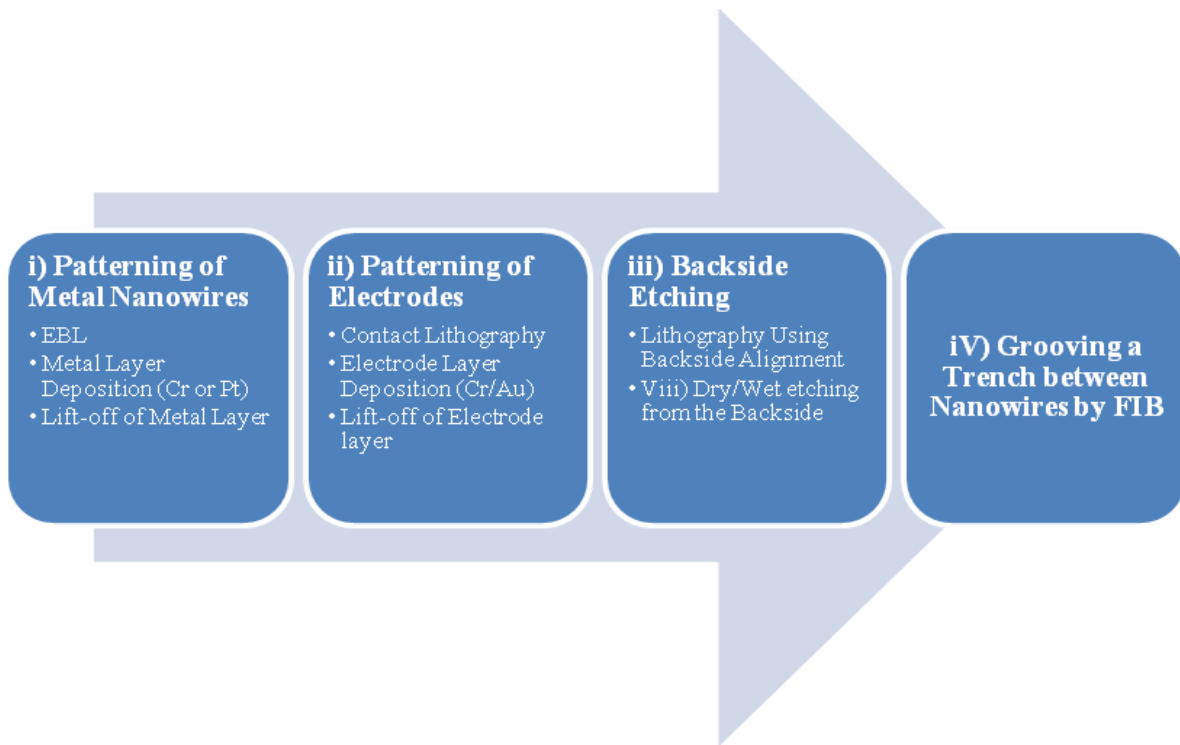 i) Patterning of
Metal Nanowires
• EBL
• Metal Layer
Deposition (Cr or Pt)
• Lift-off of Metal Layer
ii) Patterning of
Electrodes
• Contact Lithography
• Electrode Layer
Deposition (Cr/Au)
• Lift-off of Electrode
layer
iii) Backside
Etching
• Lithography Using
Backside Alignment
• Viii) Dry/Wet etching
from the Backside
iV) Grooving a
Trench between
Nanowires by FIB